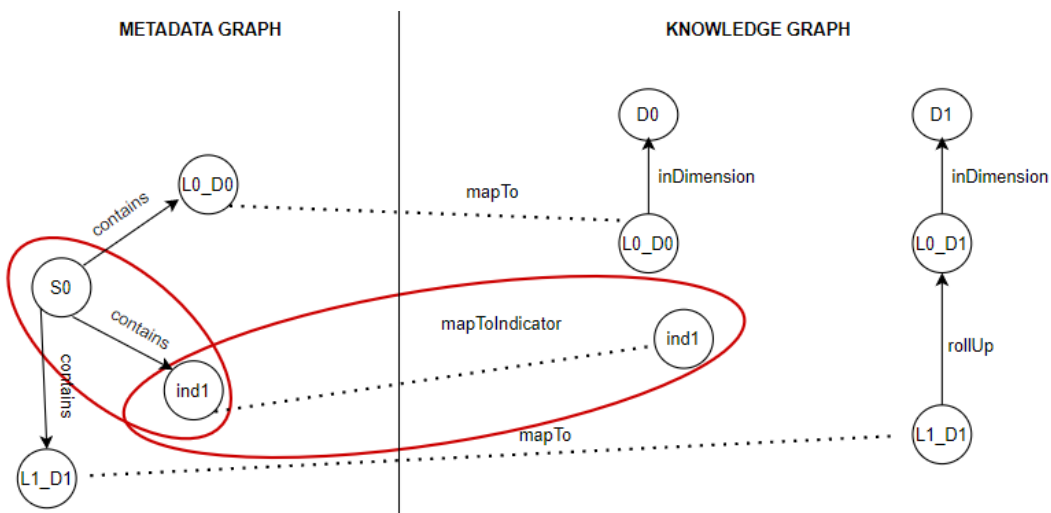 METADATA GRAPH
KNOWLEDGE GRAPH
D0
D1
inDimension
inDimension
L0_D0
mapTo
contains
L0_D0
L0_D1
S0
contains
mapToIndicator
ind1
rollUp
contains
ind1
mapTo
L1_D1
L1_D1